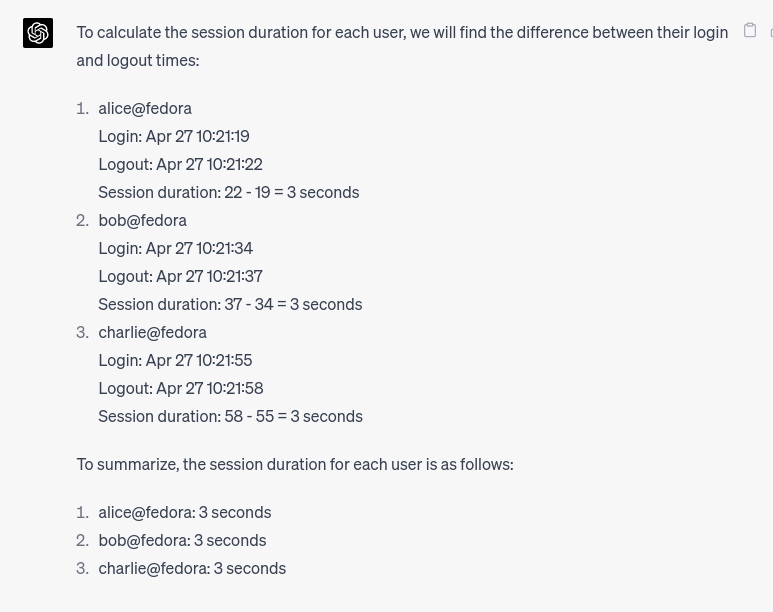 To calculate the session duration for each user, we will find the difference between their login
and logout times:
1. alice@fedora
Login: Apr 27 10:21:19
Logout: Apr 27 10:21:22
Session duration: 22 - 19 = 3 seconds
2. bob@fedora
Login: Apr 27 10:21:34
Logout: Apr 27 10:21:37
Session duration: 37 - 34 = 3 seconds
3. charlie@fedora
Login: Apr 27 10:21:55
Logout: Apr 27 10:21:58
Session duration: 58 - 55 = 3 seconds
To summarize, the session duration for each user is as follows:
1. alice@fedora: 3 seconds
2. bob@fedora: 3 seconds
3. charlie@fedora: 3 seconds